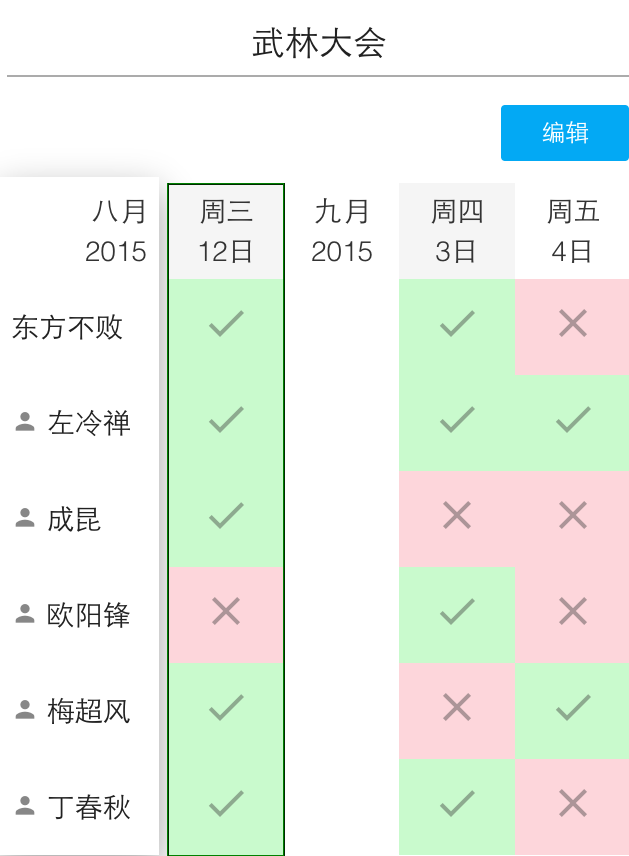 武林大会
编辑
八月 周三 九月 周四 周五
2015 12日 2015 3日 4日
东方不败
左冷禅
成昆
欧阳锋
梅超风
丁春秋